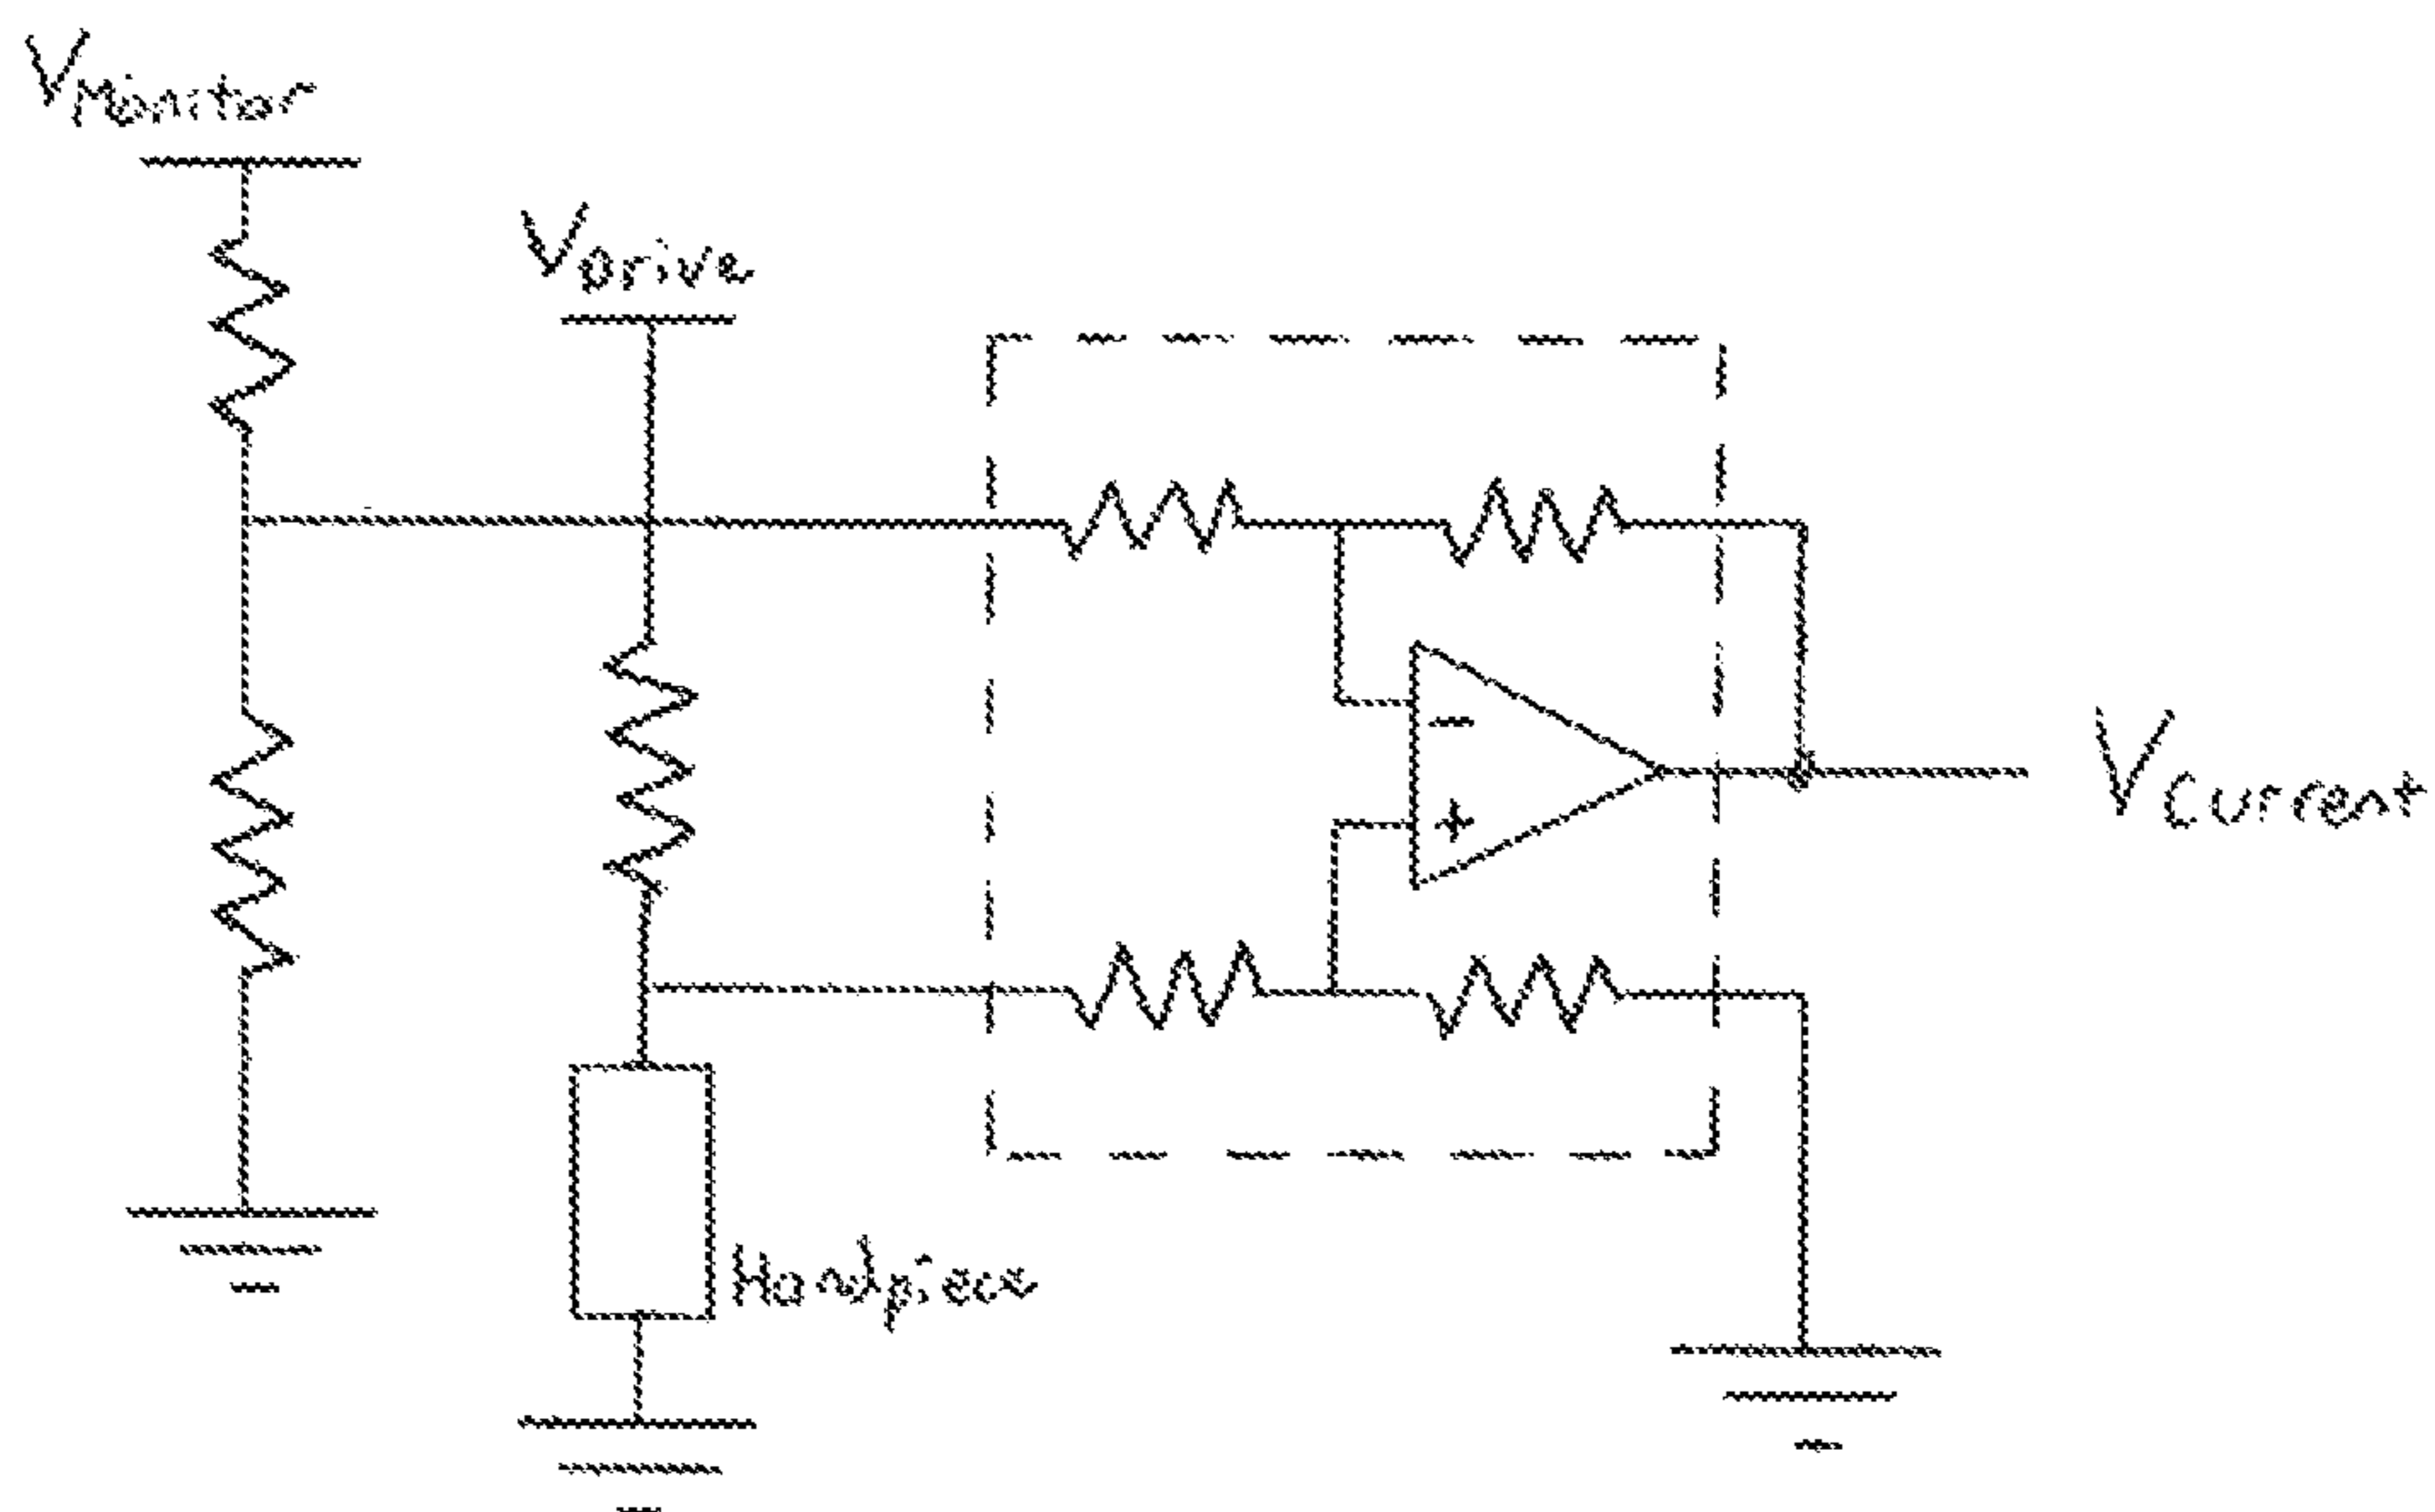 VMonitor
VDrive
−
+
VCurrent
Handpiece